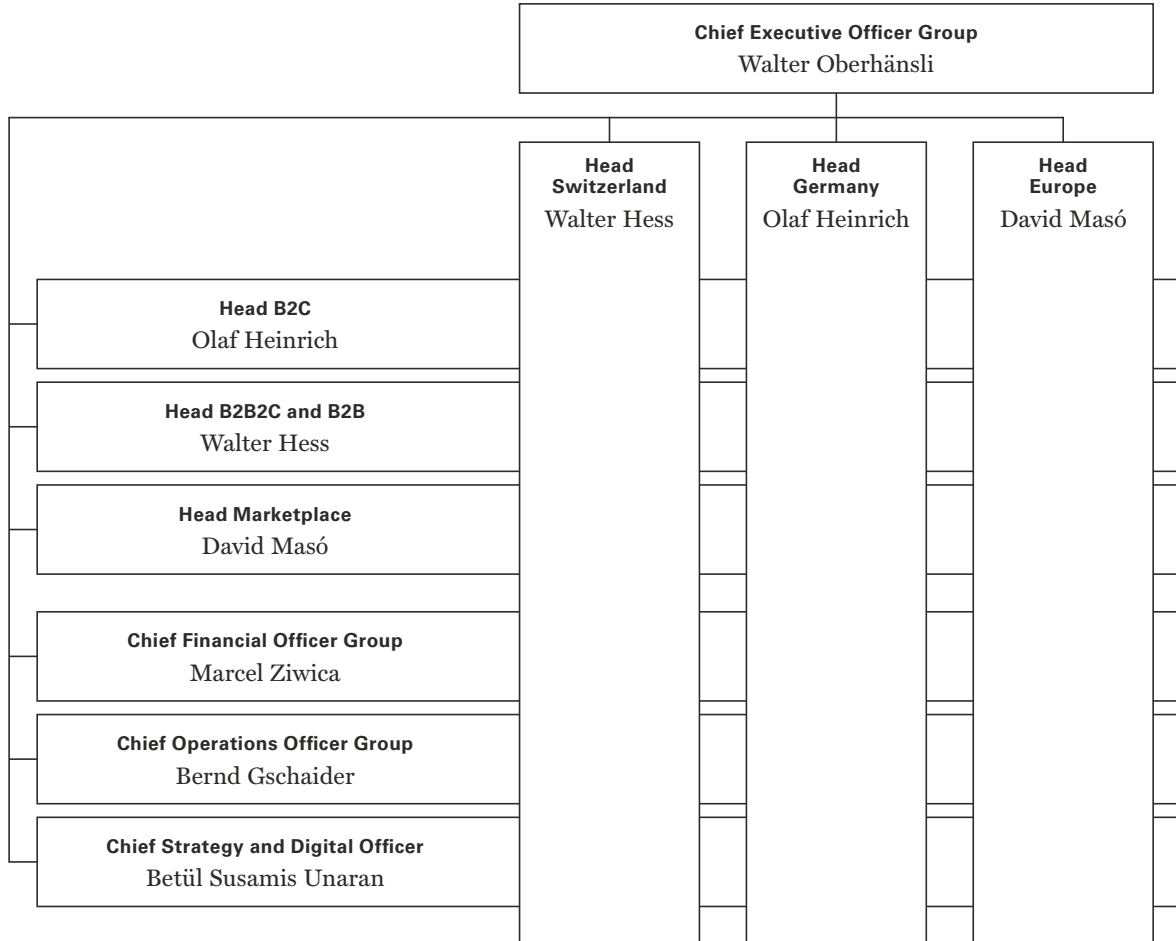 Chief Executive Officer Group
Walter Oberhänsli
Head
Switzerland
Walter Hess
Head
Germany
Olaf Heinrich
Head
Europe
David Masó
Head B2C
Olaf Heinrich
Head B2B2C and B2B
Walter Hess
Head Marketplace
David Masó
Chief Financial Officer Group
Marcel Ziwica
Chief Operations Officer Group
Bernd Gschaider
Chief Strategy and Digital Officer
Betül Susamis Unaran